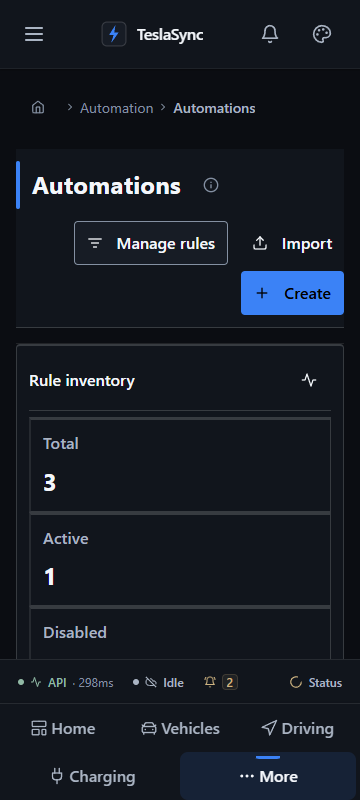 TeslaSync
Automation Automations
Automations
Manage rules Import
Create
Rule inventory
Total
3
Active
1
Disabled
API · 298ms Idle 2 Status
Home Vehicles Driving
Charging More